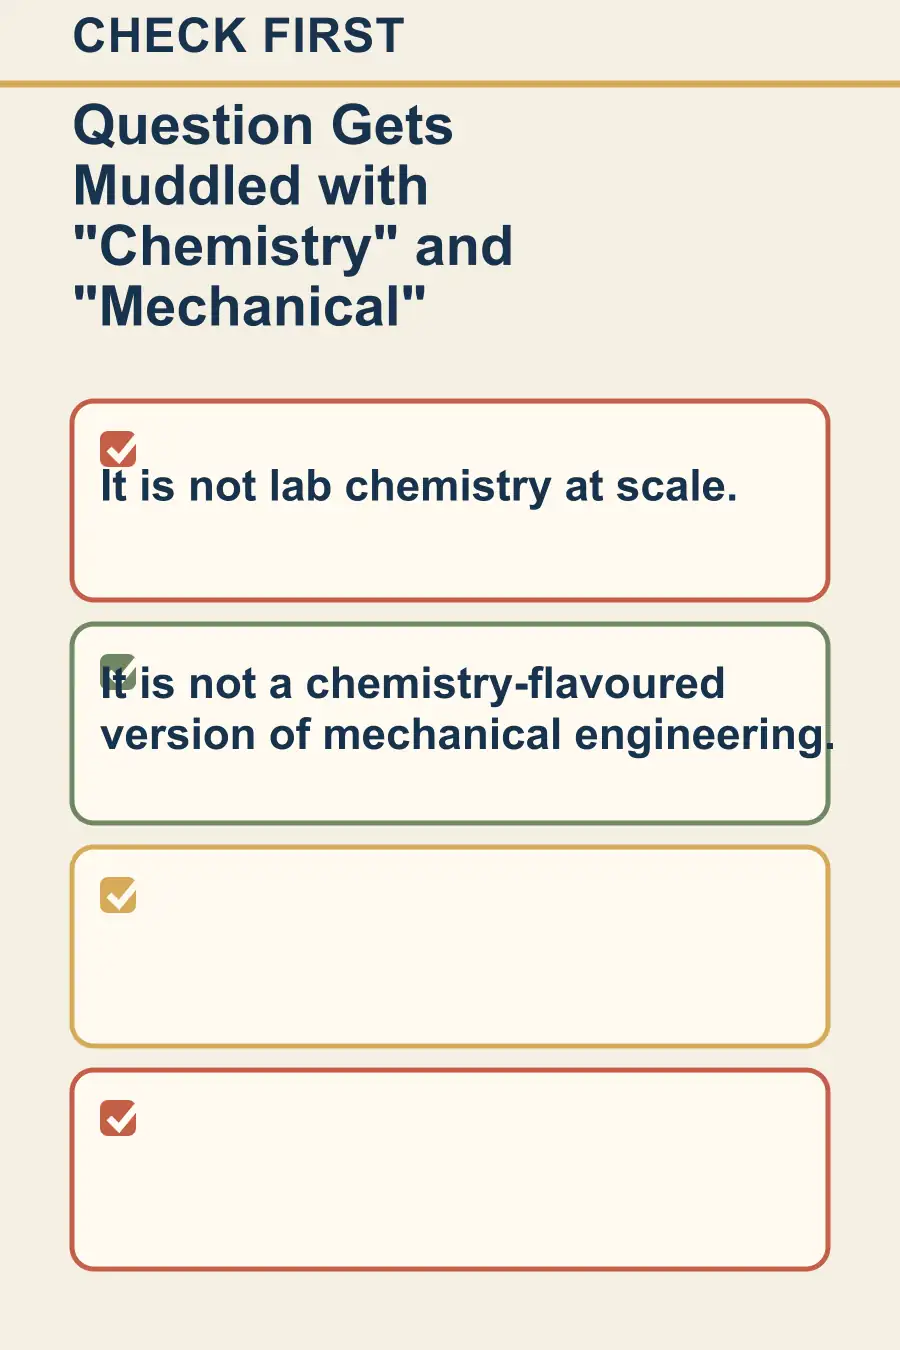 CHECK FIRST
Question Gets
Muddled with
"Chemistry" and
"Mechanical"
It is not lab chemistry at scale.
It is not a chemistry-flavoured
version of mechanical engineering.